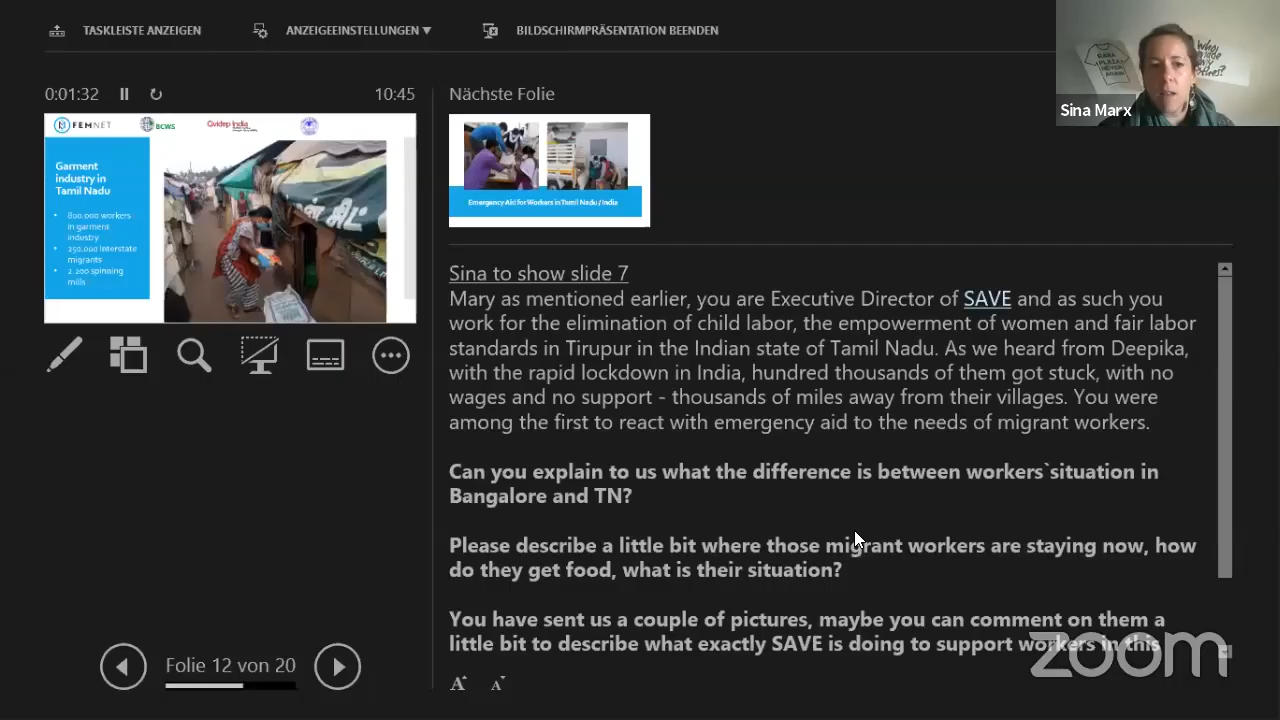 TASKLEISTE ANZEIGEN
ANZEIGEEINSTELLUNGEN ▼
BILDSCHIRMPRÄSENTATION BEENDEN
Sina Marx
0:01:32
10:45
FEMNET
BCWS
Cividep India
Garment
industry in
Tamil Nadu
• 800.000 workers
in garment
industry
• 250.000 interstate
migrants
• 2.200 spinning
mills
Folie 12 von 20
Nächste Folie
Emergency Aid for Workers in Tamil Nadu / India
Sina to show slide 7
Mary as mentioned earlier, you are Executive Director of SAVE and as such you
work for the elimination of child labor, the empowerment of women and fair labor
standards in Tirupur in the Indian state of Tamil Nadu. As we heard from Deepika,
with the rapid lockdown in India, hundred thousands of them got stuck, with no
wages and no support - thousands of miles away from their villages. You were
among the first to react with emergency aid to the needs of migrant workers.
Can you explain to us what the difference is between workers`situation in
Bangalore and TN?
Please describe a little bit where those migrant workers are staying now, how
do they get food, what is their situation?
You have sent us a couple of pictures, maybe you can comment on them a
little bit to describe what exactly SAVE is doing to support workers in this
A A
zoom